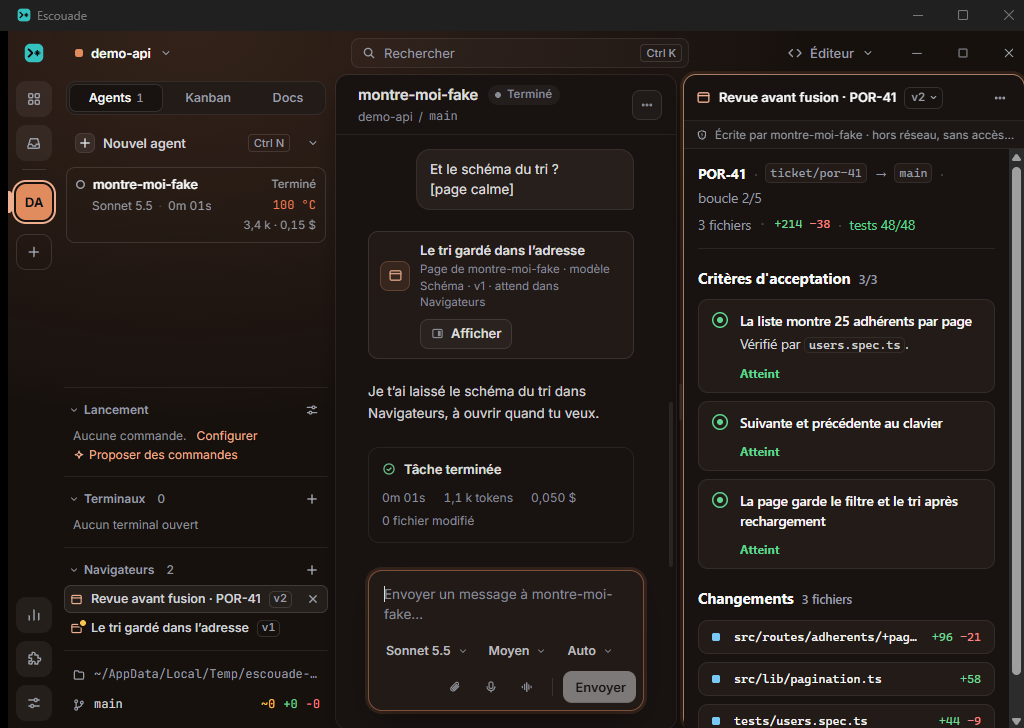 Escouade
demo-api
Rechercher
Ctrl K
Éditeur
Agents 1
Kanban
Docs
Nouvel agent
Ctrl N
DA
montre-moi-fake
Terminé
Sonnet 5.5 · 0m 01s
100 °C
3,4 k · 0,15 $
Lancement
Aucune commande. Configurer
Proposer des commandes
Terminaux 0
Aucun terminal ouvert
Navigateurs 2
Revue avant fusion · POR-41 v2
Le tri gardé dans l’adresse v1
~/AppData/Local/Temp/escouade-…
main
~0 +0 -0
montre-moi-fake
Terminé
demo-api / main
Et le schéma du tri ?
[page calme]
Le tri gardé dans l’adresse
Page de montre-moi-fake · modèle
Schéma · v1 · attend dans
Navigateurs
Afficher
Je t’ai laissé le schéma du tri dans
Navigateurs, à ouvrir quand tu veux.
Tâche terminée
0m 01s 1,1 k tokens 0,050 $
0 fichier modifié
Envoyer un message à montre-moi-
fake...
Sonnet 5.5
Moyen
Auto
Envoyer
Revue avant fusion · POR-41
v2
Écrite par montre-moi-fake · hors réseau, sans accès…
POR-41 · ticket/por-41 → main ·
boucle 2/5
3 fichiers · +214 −38 · tests 48/48
Critères d'acceptation 3/3
La liste montre 25 adhérents par page
Vérifié par users.spec.ts.
Atteint
Suivante et précédente au clavier
Atteint
La page garde le filtre et le tri après
rechargement
Atteint
Changements 3 fichiers
src/routes/adherents/+pag… +96 −21
src/lib/pagination.ts +58
tests/users.spec.ts +44 −9